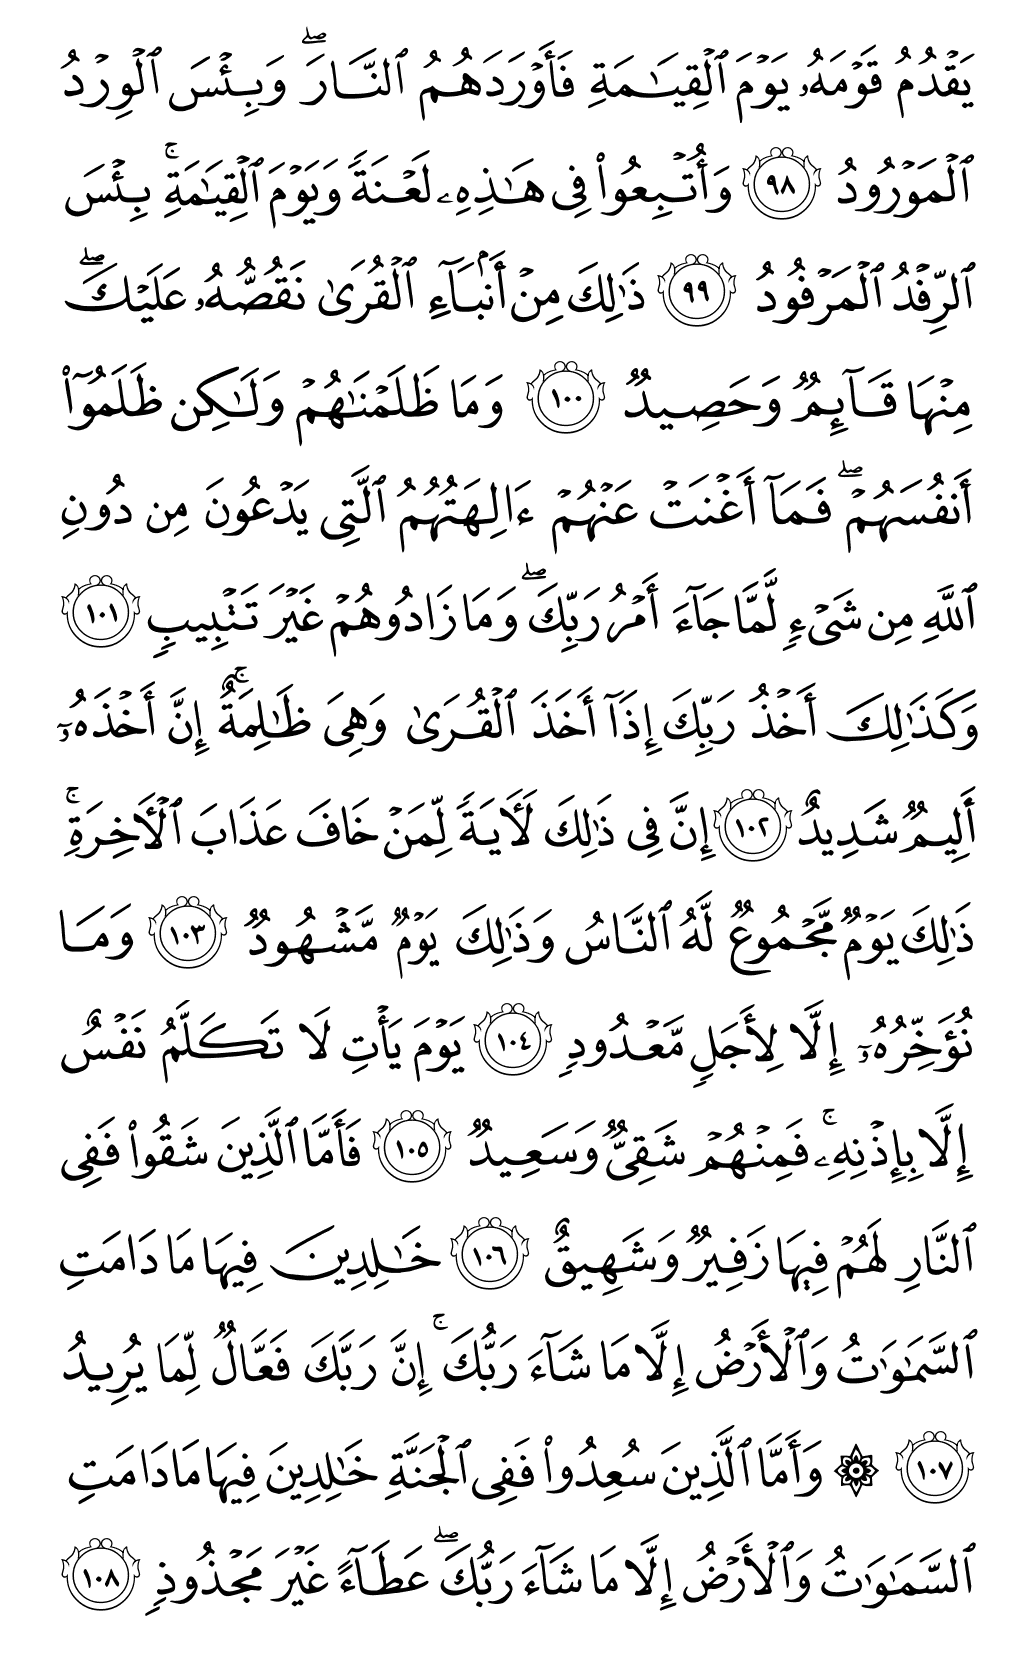 يَقۡدُمُ قَوۡمَهُۥ يَوۡمَ ٱلۡقِيَٰمَةِ فَأَوۡرَدَهُمُ ٱلنَّارَۖ وَبِئۡسَ ٱلۡوِرۡدُ
ٱلۡمَوۡرُودُ ٩٨ وَأُتۡبِعُواْ فِي هَٰذِهِۦ لَعۡنَةٗ وَيَوۡمَ ٱلۡقِيَٰمَةِۚ بِئۡسَ
ٱلرِّفۡدُ ٱلۡمَرۡفُودُ ٩٩ ذَٰلِكَ مِنۡ أَنۢبَآءِ ٱلۡقُرَىٰ نَقُصُّهُۥ عَلَيۡكَۖ
مِنۡهَا قَآئِمٞ وَحَصِيدٞ ١٠٠ وَمَا ظَلَمۡنَٰهُمۡ وَلَٰكِن ظَلَمُوٓاْ
أَنفُسَهُمۡۖ فَمَآ أَغۡنَتۡ عَنۡهُمۡ ءَالِهَتُهُمُ ٱلَّتِي يَدۡعُونَ مِن دُونِ
ٱللَّهِ مِن شَيۡءٖ لَّمَّا جَآءَ أَمۡرُ رَبِّكَۖ وَمَا زَادُوهُمۡ غَيۡرَ تَتۡبِيبٖ ١٠١
وَكَذَٰلِكَ أَخۡذُ رَبِّكَ إِذَآ أَخَذَ ٱلۡقُرَىٰ وَهِيَ ظَٰلِمَةٌۚ إِنَّ أَخۡذَهُۥٓ
أَلِيمٞ شَدِيدٌ ١٠٢ إِنَّ فِي ذَٰلِكَ لَأٓيَةٗ لِّمَنۡ خَافَ عَذَابَ ٱلۡأٓخِرَةِۚ
ذَٰلِكَ يَوۡمٞ مَّجۡمُوعٞ لَّهُ ٱلنَّاسُ وَذَٰلِكَ يَوۡمٞ مَّشۡهُودٞ ١٠٣ وَمَا
نُؤَخِّرُهُۥٓ إِلَّا لِأَجَلٖ مَّعۡدُودٖ ١٠٤ يَوۡمَ يَأۡتِ لَا تَكَلَّمُ نَفۡسٌ
إِلَّا بِإِذۡنِهِۦۚ فَمِنۡهُمۡ شَقِيّٞ وَسَعِيدٞ ١٠٥ فَأَمَّا ٱلَّذِينَ شَقُواْ فَفِي
ٱلنَّارِ لَهُمۡ فِيهَا زَفِيرٞ وَشَهِيقٌ ١٠٦ خَٰلِدِينَ فِيهَا مَا دَامَتِ
ٱلسَّمَٰوَٰتُ وَٱلۡأَرۡضُ إِلَّا مَا شَآءَ رَبُّكَۚ إِنَّ رَبَّكَ فَعَّالٞ لِّمَا يُرِيدُ
١٠٧ ۞ وَأَمَّا ٱلَّذِينَ سُعِدُواْ فَفِي ٱلۡجَنَّةِ خَٰلِدِينَ فِيهَا مَا دَامَتِ
ٱلسَّمَٰوَٰتُ وَٱلۡأَرۡضُ إِلَّا مَا شَآءَ رَبُّكَۖ عَطَآءً غَيۡرَ مَجۡذُوذٖ ١٠٨